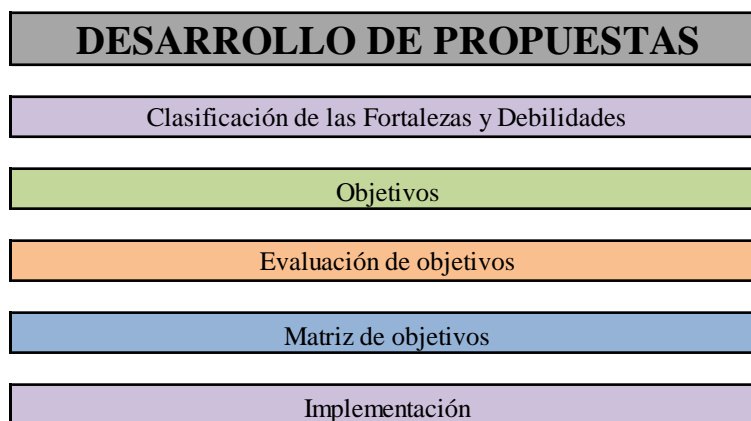 DESARROLLO DE PROPUESTAS
Clasificación de las Fortalezas y Debilidades
Objetivos
Evaluación de objetivos
Matriz de objetivos
Implementación